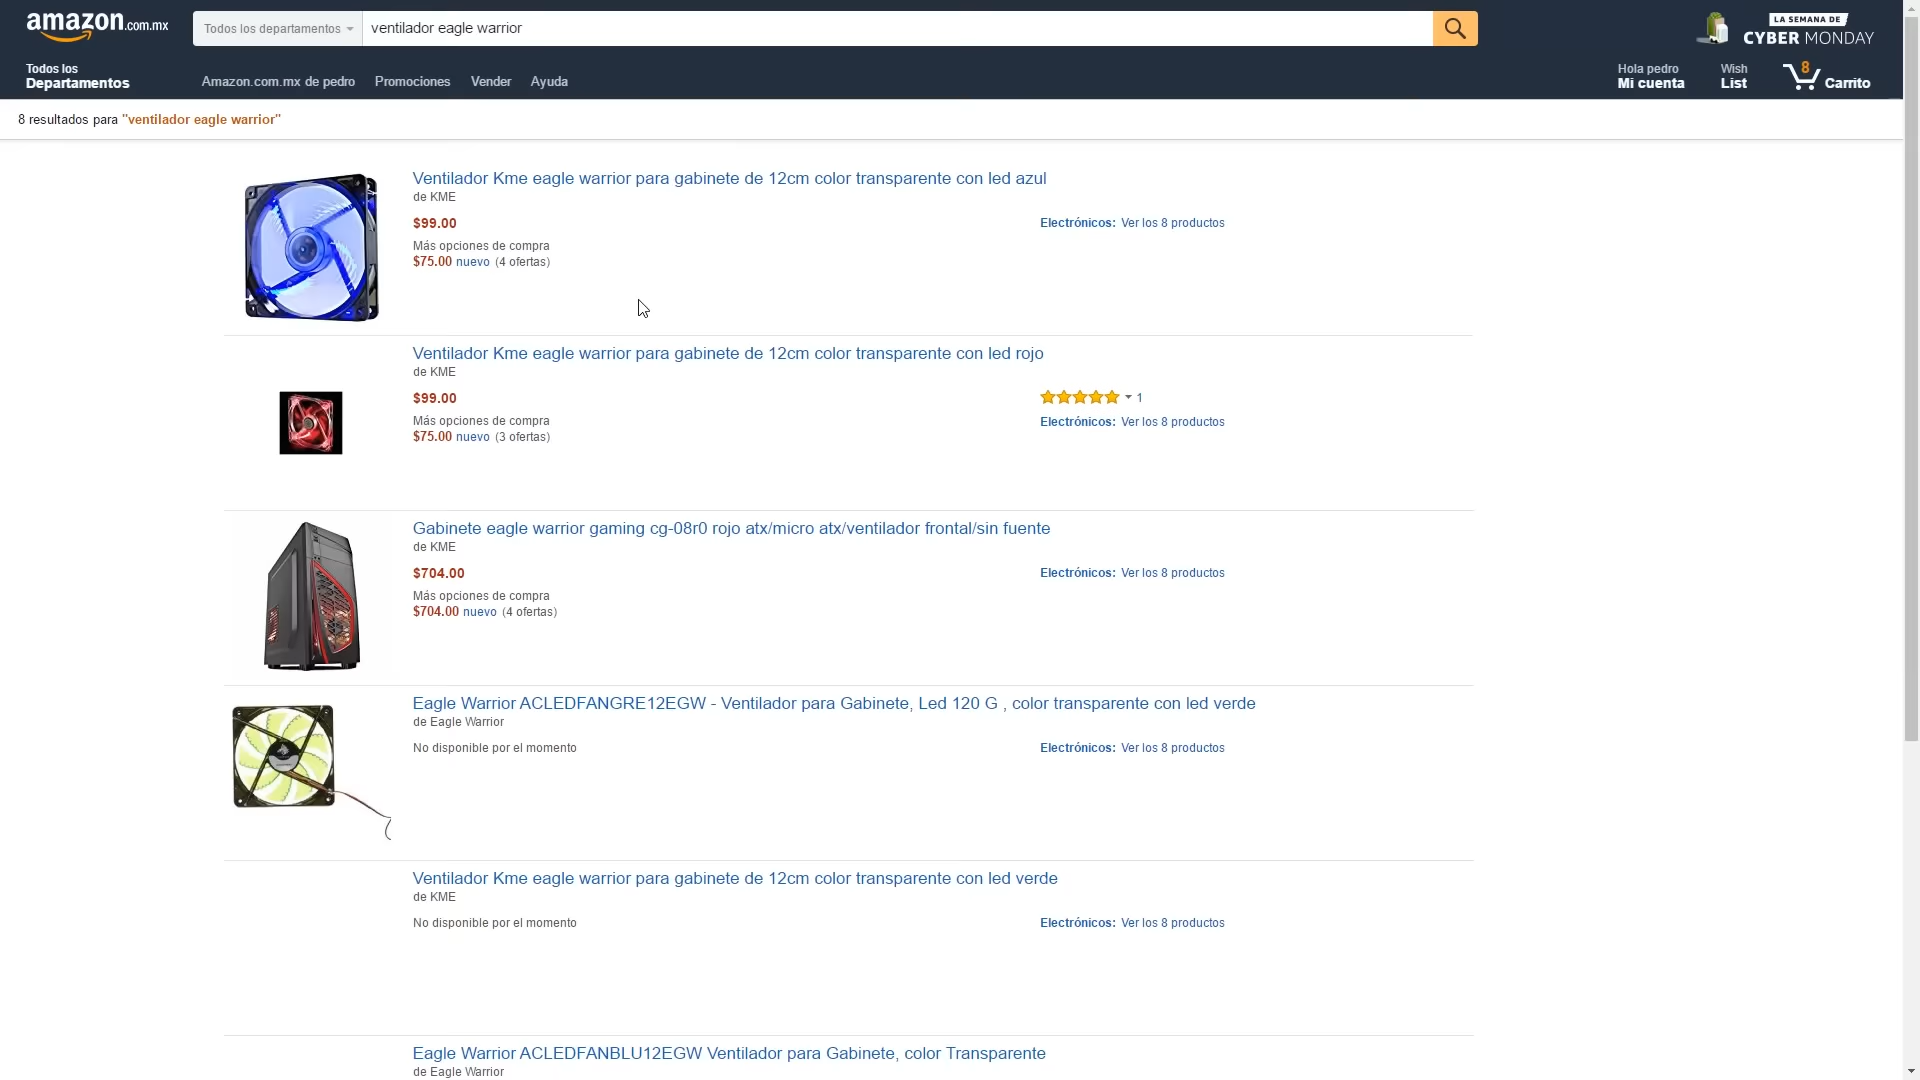 amazon.com.mx
Todos los departamentos
ventilador eagle warrior
LA SEMANA DE
CYBER MONDAY
Todos los
Departamentos
Amazon.com.mx de pedro
Promociones
Vender
Ayuda
Hola pedro
Mi cuenta
Wish
List
8
Carrito
8 resultados para "ventilador eagle warrior"
Ventilador Kme eagle warrior para gabinete de 12cm color transparente con led azul
de KME
$99.00
Electrónicos: Ver los 8 productos
Más opciones de compra
$75.00 nuevo (4 ofertas)
Ventilador Kme eagle warrior para gabinete de 12cm color transparente con led rojo
de KME
$99.00
1
Más opciones de compra
Electrónicos: Ver los 8 productos
$75.00 nuevo (3 ofertas)
Gabinete eagle warrior gaming cg-08r0 rojo atx/micro atx/ventilador frontal/sin fuente
de KME
$704.00
Electrónicos: Ver los 8 productos
Más opciones de compra
$704.00 nuevo (4 ofertas)
Eagle Warrior ACLEDFANGRE12EGW - Ventilador para Gabinete, Led 120 G , color transparente con led verde
de Eagle Warrior
No disponible por el momento
Electrónicos: Ver los 8 productos
Ventilador Kme eagle warrior para gabinete de 12cm color transparente con led verde
de KME
No disponible por el momento
Electrónicos: Ver los 8 productos
Eagle Warrior ACLEDFANBLU12EGW Ventilador para Gabinete, color Transparente
de Eagle Warrior